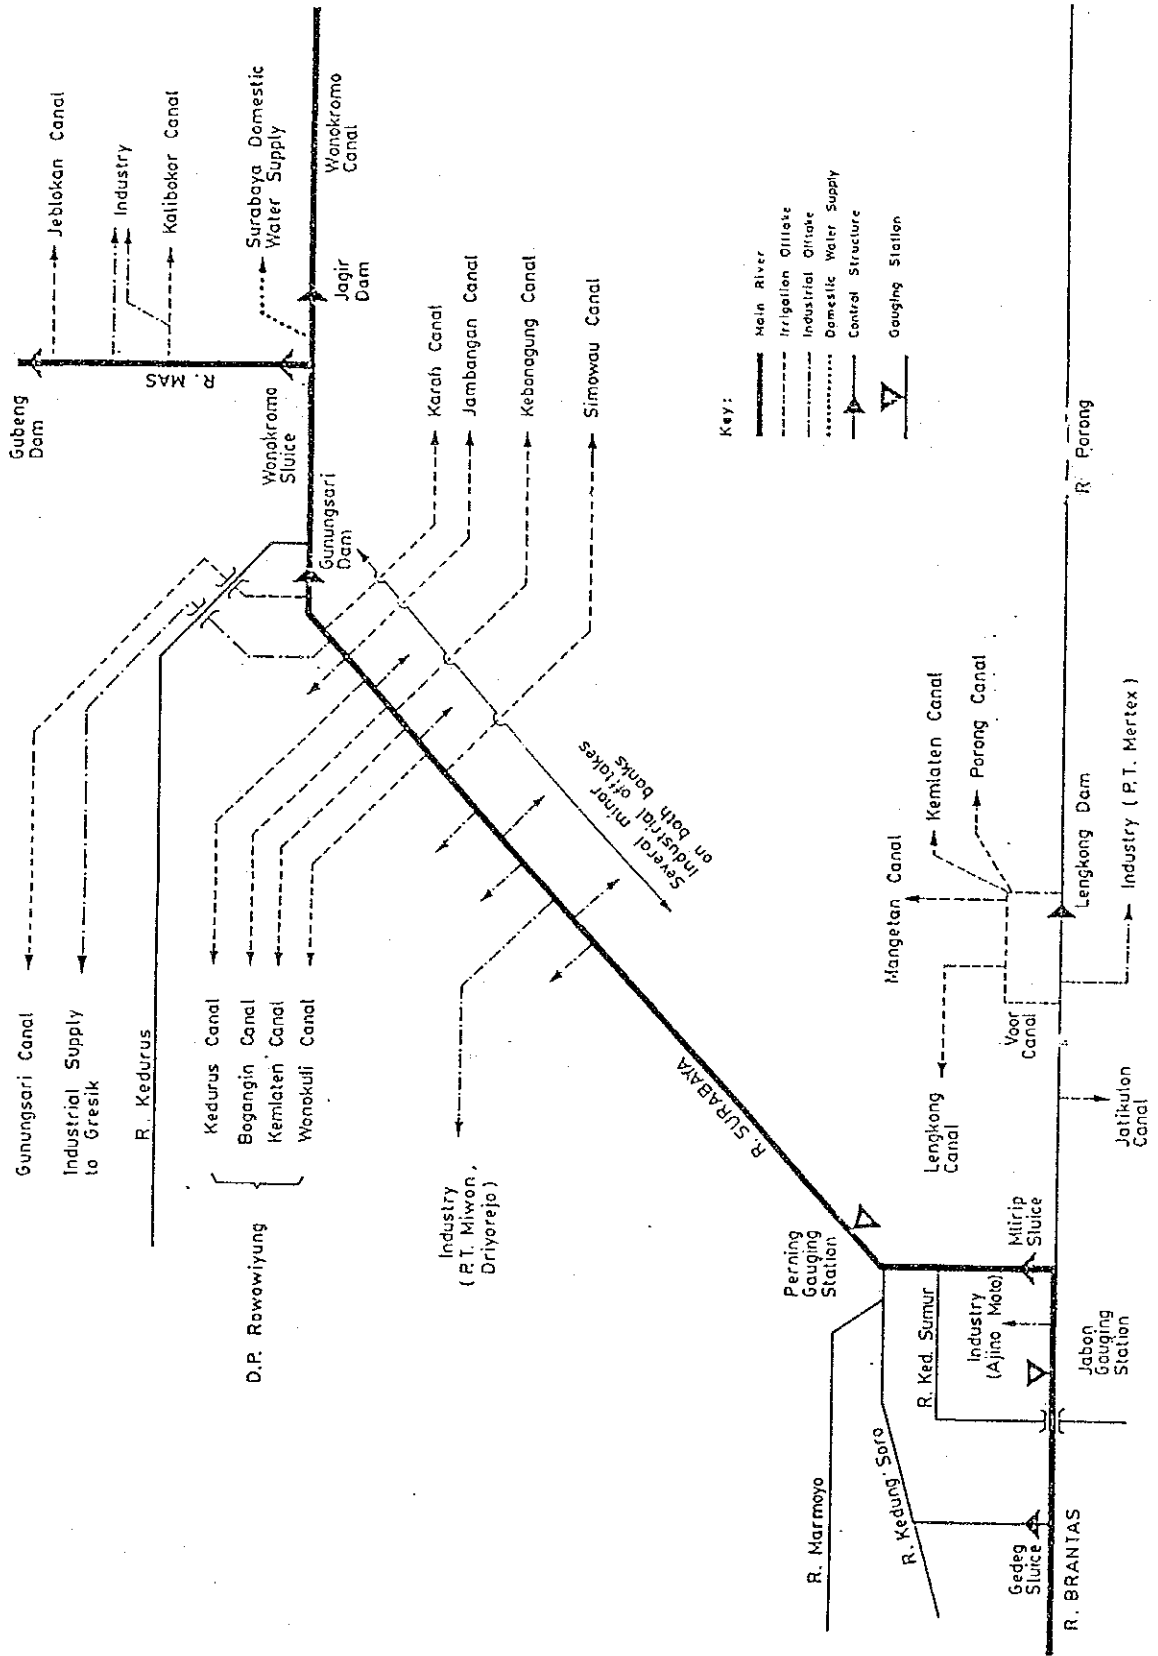 Gubeng
Dam
Jeblokan Canal
Industry
Kalibokor Canal
R. MAS
Surabaya Domestic
Water Supply
Wonokromo
Sluice
Jagir
Dam
Wonokromo
Canal
Gunungsari
Dam
Karah Canal
Jambangan Canal
Kebonagung Canal
Simowau Canal
Gunungsari Canal
Industrial Supply
to Gresik
R. Kedurus
D.P. Rowowiyung
Kedurus Canal
Bogangin Canal
Kemlaten Canal
Wonokuli Canal
Several minor
industrial offtakes
on both banks
Industry
(P.T. Miwon,
Driyorejo)
R. SURABAYA
Key:
Main River
Irrigation Offtake
Industrial Offtake
Domestic Water Supply
Control Structure
Gauging Station
Perning
Gauging
Station
R. Marmoyo
R. Kedung Soro
R. Ked. Sumur
Industry
(Ajino Moto)
Mlirip
Sluice
Gedeg
Sluice
R. BRANTAS
Jabon
Gauging
Station
Lengkong
Canal
Voor
Canal
Mangetan Canal
Kemlaten Canal
Porong Canal
Jatikulon
Canal
Lengkong Dam
Industry (P.T. Mertex)
R. Porong